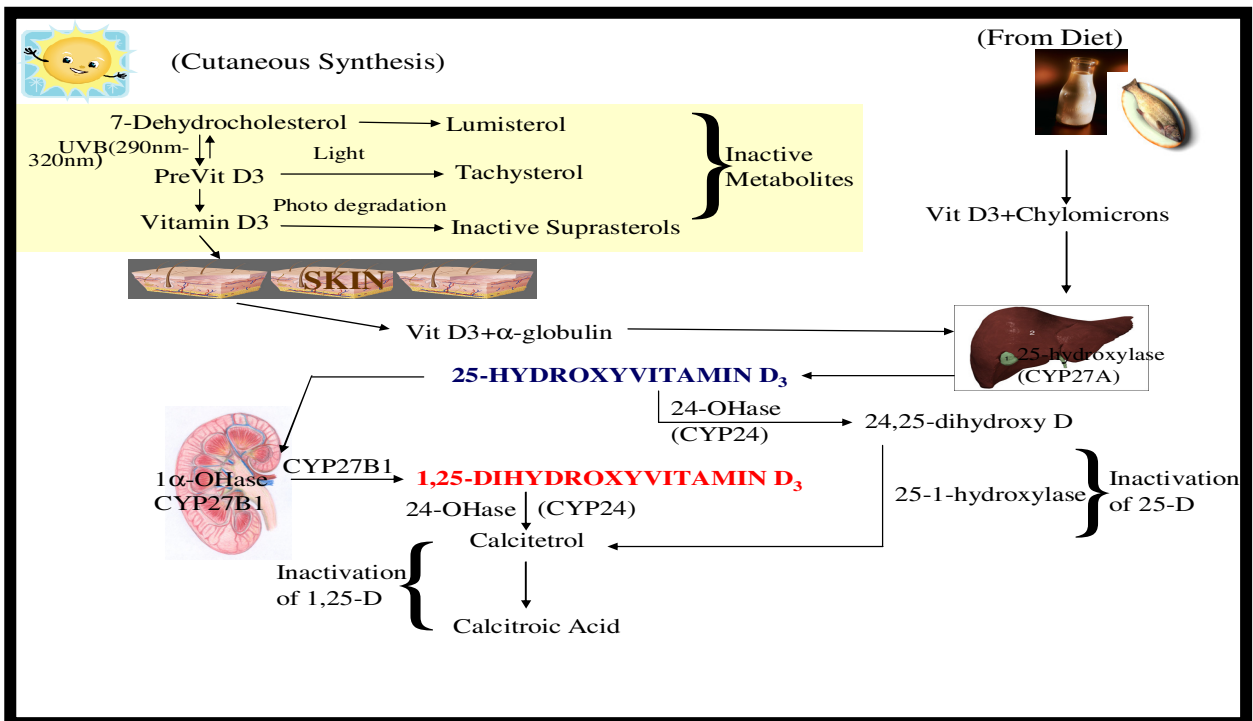 (Cutaneous Synthesis)
(From Diet)
7-Dehydrocholesterol
Lumisterol
UVB(290nm-
320nm)
Light
PreVit D3
Tachysterol
Inactive
Metabolites
Photo degradation
Vitamin D3
Inactive Suprasterols
Vit D3+Chylomicrons
SKIN
Vit D3+α-globulin
2
25-hydroxylase
(CYP27A)
25-HYDROXYVITAMIN D₃
24-OHase
(CYP24)
24,25-dihydroxy D
CYP27B1
1α-OHase
CYP27B1
1,25-DIHYDROXYVITAMIN D₃
25-1-hydroxylase
Inactivation
of 25-D
24-OHase (CYP24)
Calcitetrol
Inactivation
of 1,25-D
Calcitroic Acid